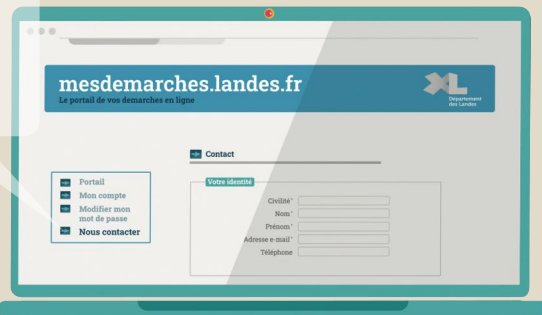 mesdemarches.landes.fr
Le portail de vos demarches en ligne
XL
Département
des Landes
Contact
Portail
Mon compte
Modifier mon
mot de passe
Nous contacter
Votre identité
Civilité*
Nom*
Prénom*
Adresse e-mail*
Téléphone